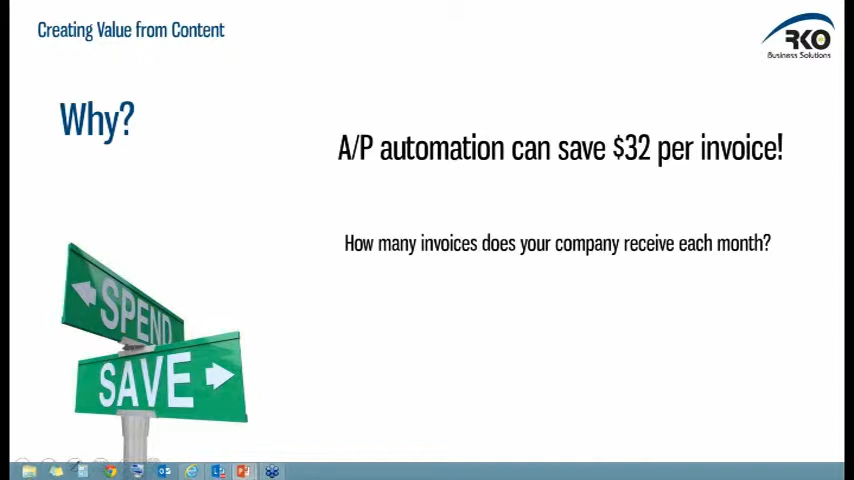 Creating Value from Content
RKO
Business Solutions
Why?
A/P automation can save $32 per invoice!
How many invoices does your company receive each month?
SPEND
SAVE